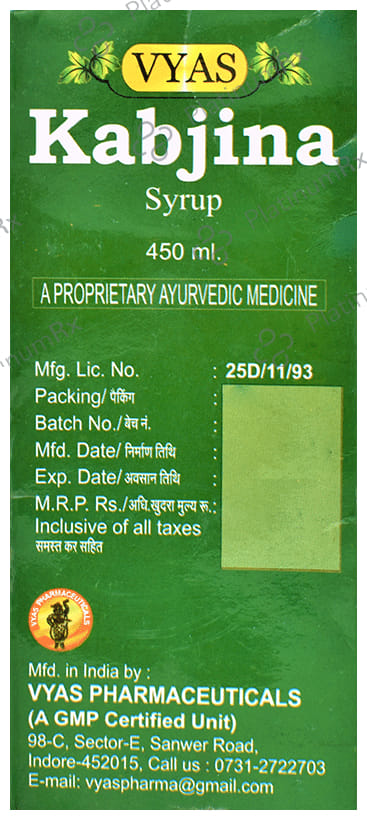 VYAS
Kabjina
Syrup
450 ml.
A PROPRIETARY AYURVEDIC MEDICINE
Mfg. Lic. No. : 25D/11/93
Packing/ पैकिंग :
Batch No./ बेच नं. :
Mfd. Date/ निर्माण तिथि :
Exp. Date/ अवसान तिथि :
M.R.P. Rs./अधि.खुदरा मुल्य रू.:
Inclusive of all taxes
समस्त कर सहित
VYAS PHARMACEUTICALS
Mfd. in India by :
VYAS PHARMACEUTICALS
(A GMP Certified Unit)
98-C, Sector-E, Sanwer Road,
Indore-452015, Call us : 0731-2722703
E-mail: vyaspharma@gmail.com
PlatinumRx